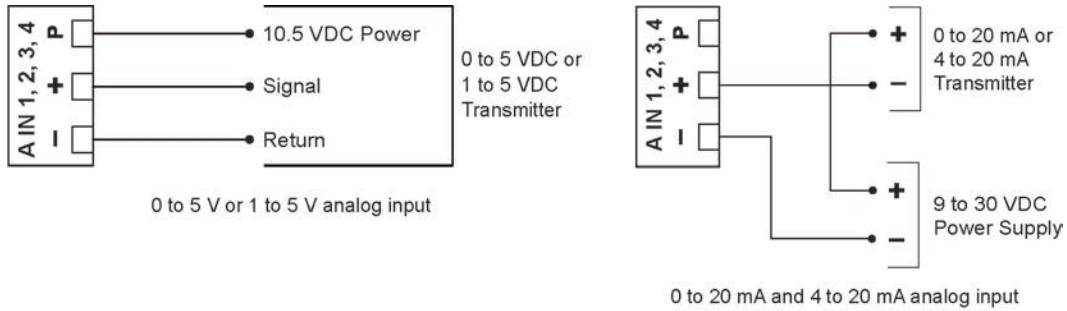 A IN 1, 2, 3, 4
P
+
−
10.5 VDC Power
Signal
Return
0 to 5 VDC or
1 to 5 VDC
Transmitter
0 to 5 V or 1 to 5 V analog input
A IN 1, 2, 3, 4
P
+
−
+
−
0 to 20 mA or
4 to 20 mA
Transmitter
+
−
9 to 30 VDC
Power Supply
0 to 20 mA and 4 to 20 mA analog input